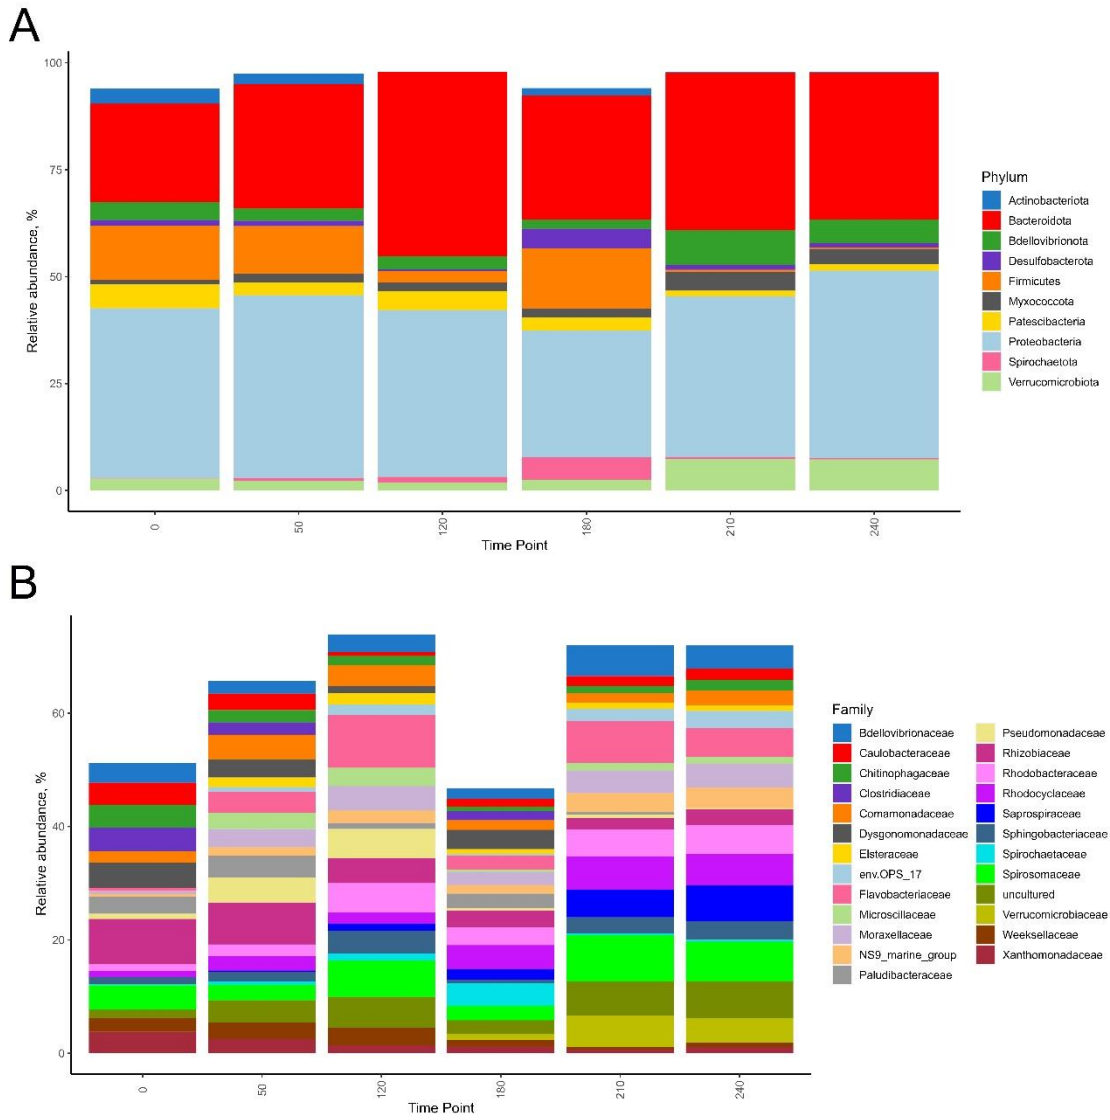 A
100
75
50
25
0
Relative abundance, %
0
50
120
180
210
240
Time Point
Phylum
Actinobacteriota
Bacteroidota
Bdellovibrionota
Desulfobacterota
Firmicutes
Myxococcota
Patescibacteria
Proteobacteria
Spirochaetota
Verrucomicrobiota
B
60
40
20
0
Relative abundance, %
0
50
120
180
210
240
Time Point
Family
Bdellovibrionaceae
Caulobacteraceae
Chitinophagaceae
Clostridiaceae
Comamonadaceae
Dysgonomonadaceae
Elsteraceae
env.OPS_17
Flavobacteriaceae
Microscillaceae
Moraxellaceae
NS9_marine_group
Paludibacteraceae
Pseudomonadaceae
Rhizobiaceae
Rhodobacteraceae
Rhodocyclaceae
Saprospiraceae
Sphingobacteriaceae
Spirochaetaceae
Spirosomaceae
uncultured
Verrucomicrobiaceae
Weeksellaceae
Xanthomonadaceae